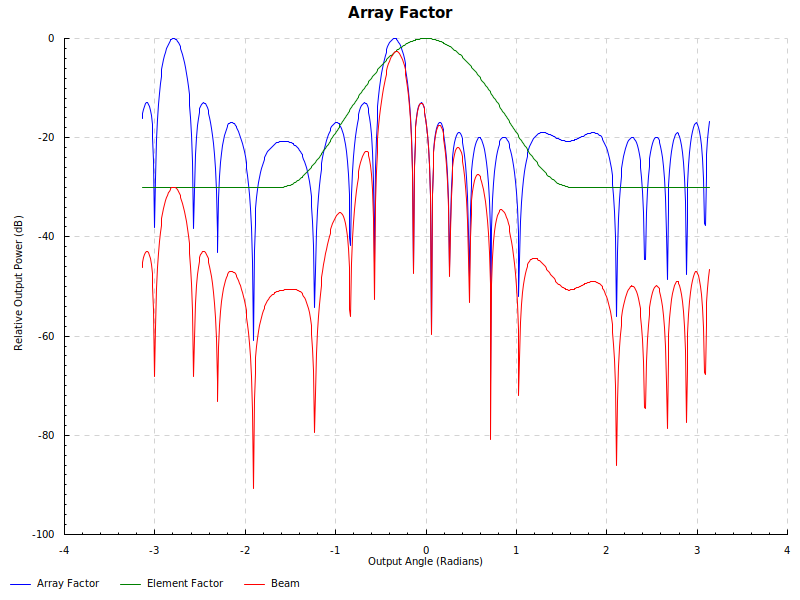 Array Factor
Relative Output Power (dB)
0
-20
-40
-60
-80
-100
-4 -3 -2 -1 0 1 2 3 4
Output Angle (Radians)
Array Factor Element Factor Beam